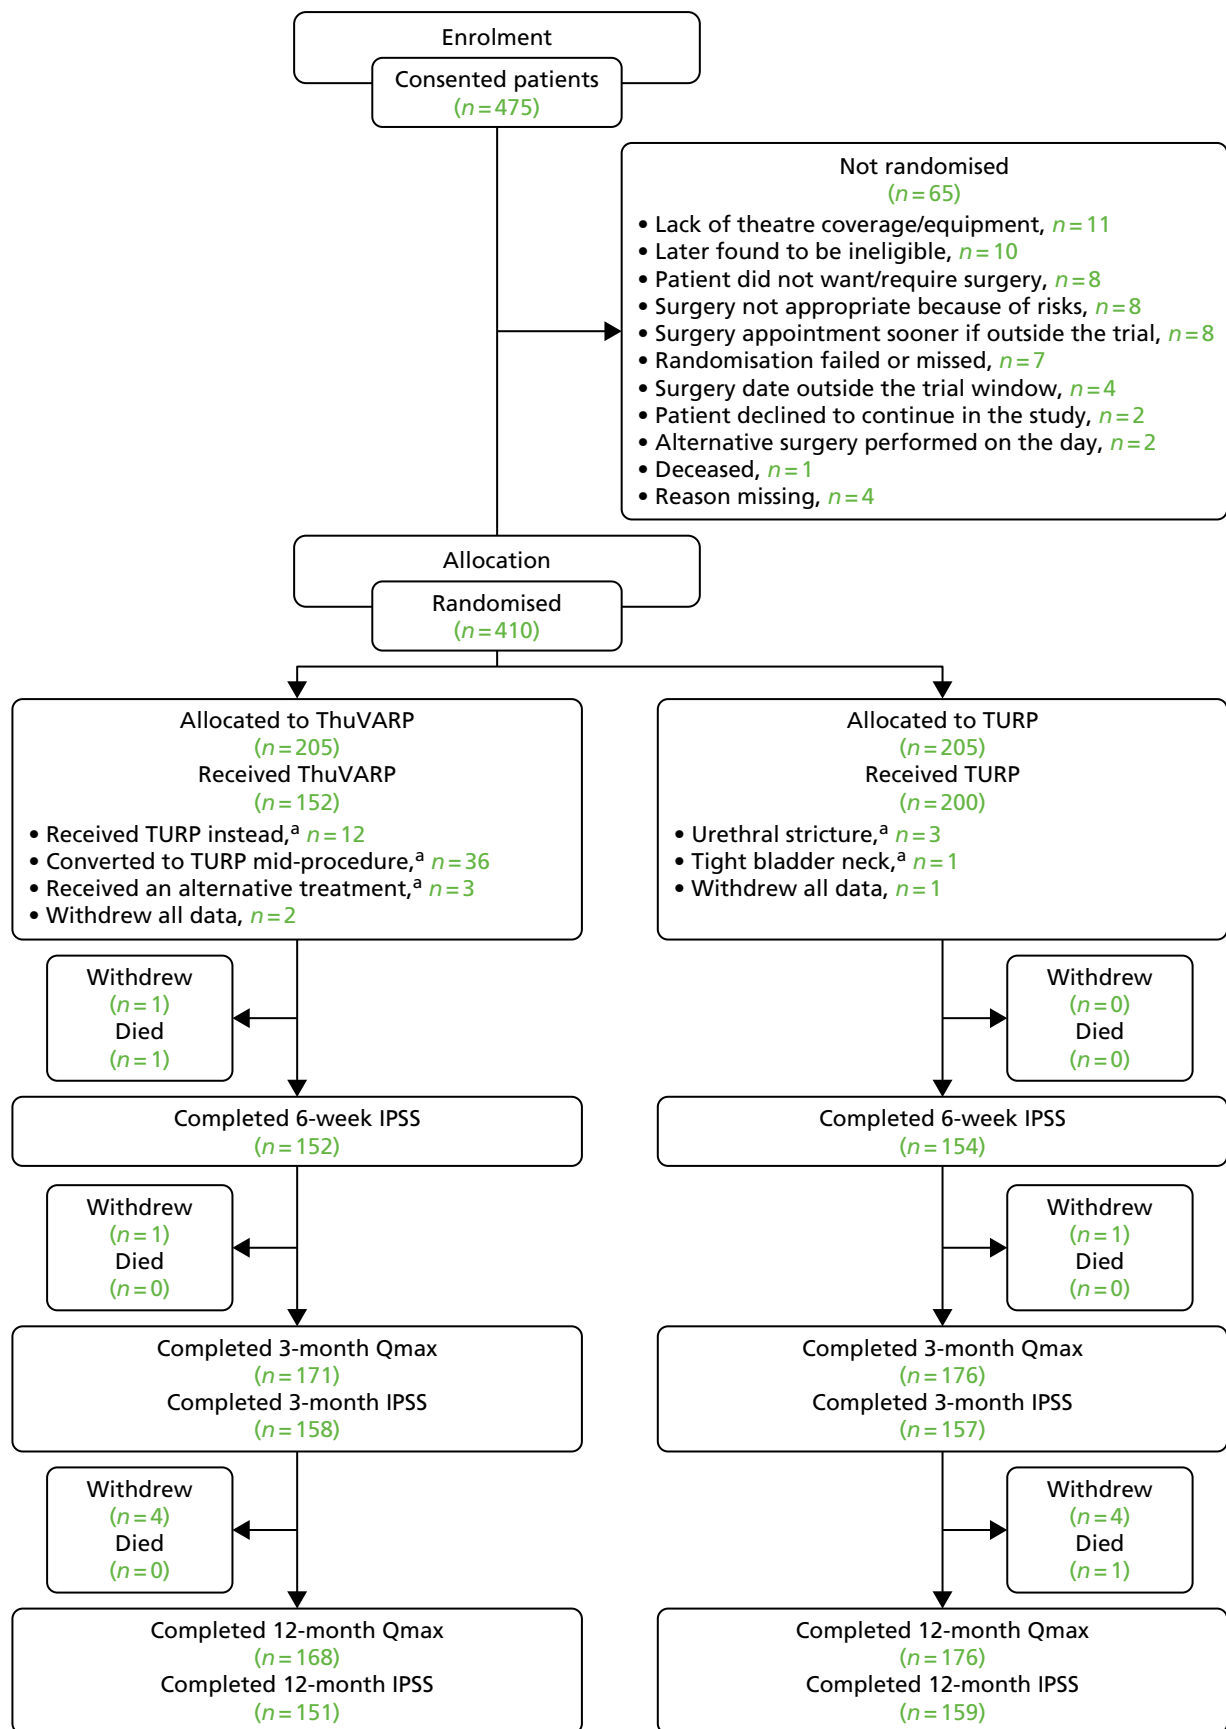 Enrolment
Consented patients
(n=475)
Not randomised
(n=65)
• Lack of theatre coverage/equipment, n=11
• Later found to be ineligible, n=10
• Patient did not want/require surgery, n=8
• Surgery not appropriate because of risks, n=8
• Surgery appointment sooner if outside the trial, n=8
• Randomisation failed or missed, n=7
• Surgery date outside the trial window, n=4
• Patient declined to continue in the study, n=2
• Alternative surgery performed on the day, n=2
• Deceased, n=1
• Reason missing, n=4
Allocation
Randomised
(n=410)
Allocated to ThuVARP
(n=205)
Received ThuVARP
(n=152)
• Received TURP instead,a n=12
• Converted to TURP mid-procedure,a n=36
• Received an alternative treatment,a n=3
• Withdrew all data, n=2
Allocated to TURP
(n=205)
Received TURP
(n=200)
• Urethral stricture,a n=3
• Tight bladder neck,a n=1
• Withdrew all data, n=1
Withdrew
(n=1)
Died
(n=1)
Withdrew
(n=0)
Died
(n=0)
Completed 6-week IPSS
(n=152)
Completed 6-week IPSS
(n=154)
Withdrew
(n=1)
Died
(n=0)
Withdrew
(n=1)
Died
(n=0)
Completed 3-month Qmax
(n=171)
Completed 3-month IPSS
(n=158)
Completed 3-month Qmax
(n=176)
Completed 3-month IPSS
(n=157)
Withdrew
(n=4)
Died
(n=0)
Withdrew
(n=4)
Died
(n=1)
Completed 12-month Qmax
(n=168)
Completed 12-month IPSS
(n=151)
Completed 12-month Qmax
(n=176)
Completed 12-month IPSS
(n=159)